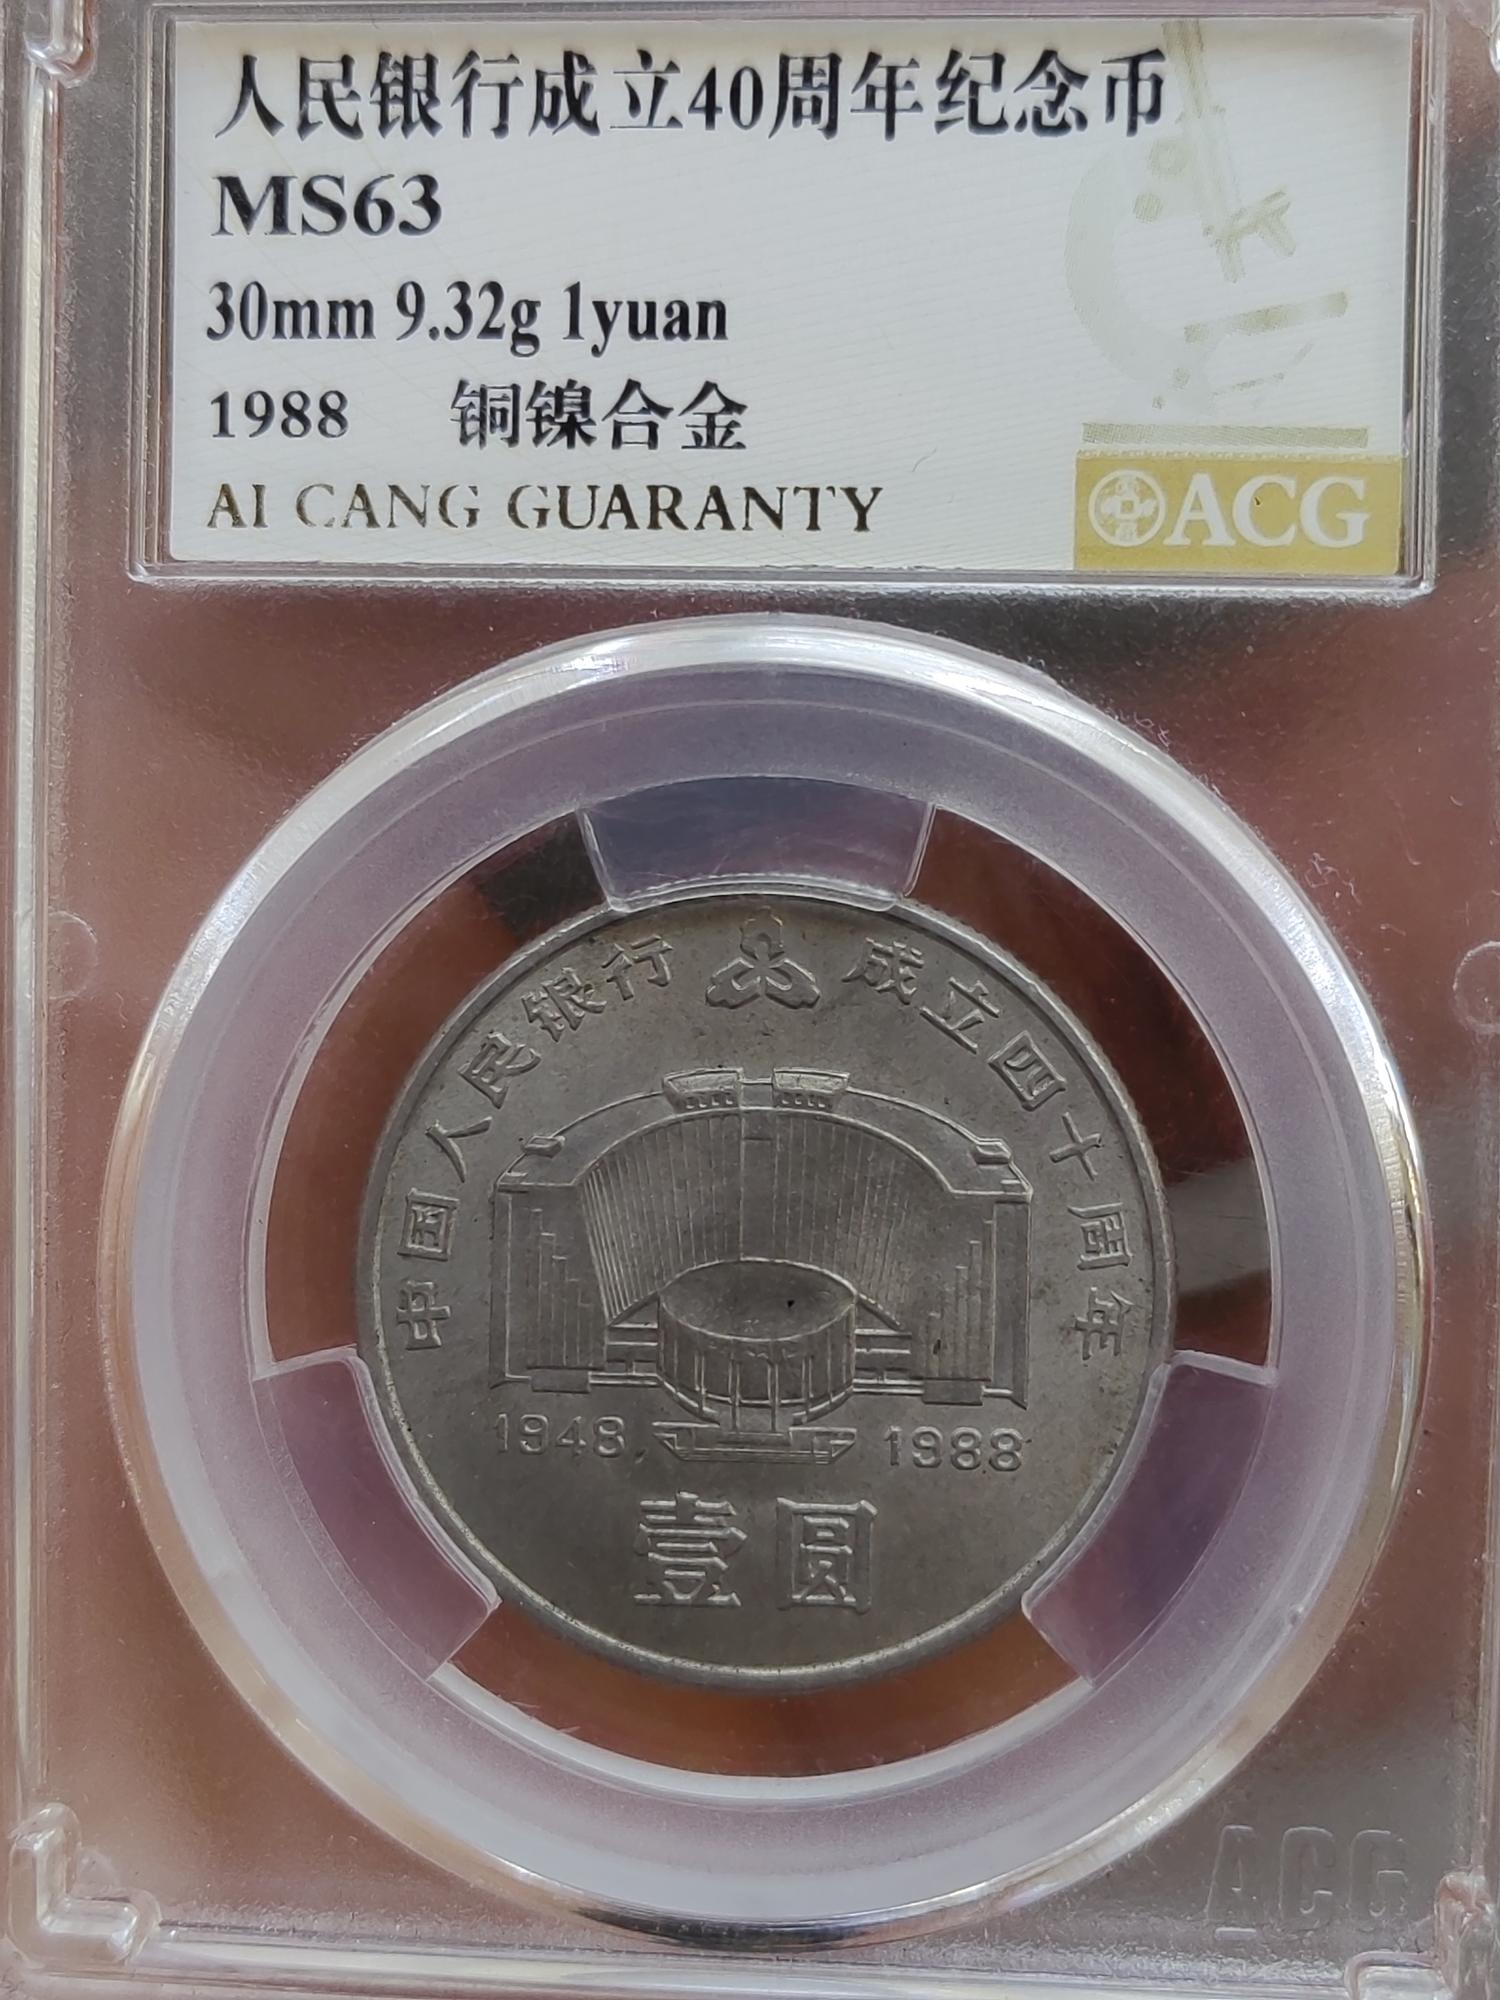 人民银行成立40周年纪念币
MS63
30mm 9.32g 1yuan
1988 铜镍合金
AI CANG GUARANTY
ACG
中国人民银行 成立四十周年
1948 1988
壹圆
ACG